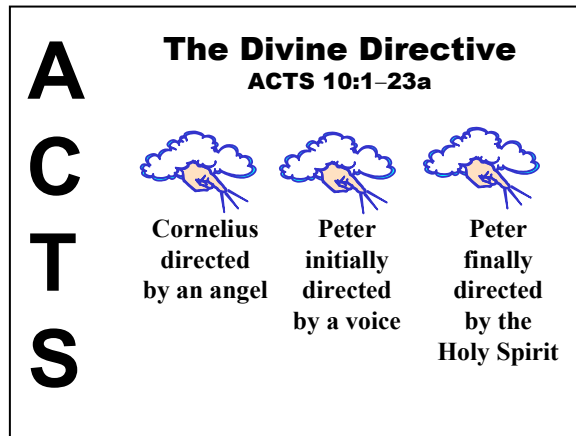 A
C
T
S
The Divine Directive
ACTS 10:1–23a
Cornelius
directed
by an angel
Peter
initially
directed
by a voice
Peter
finally
directed
by the
Holy Spirit